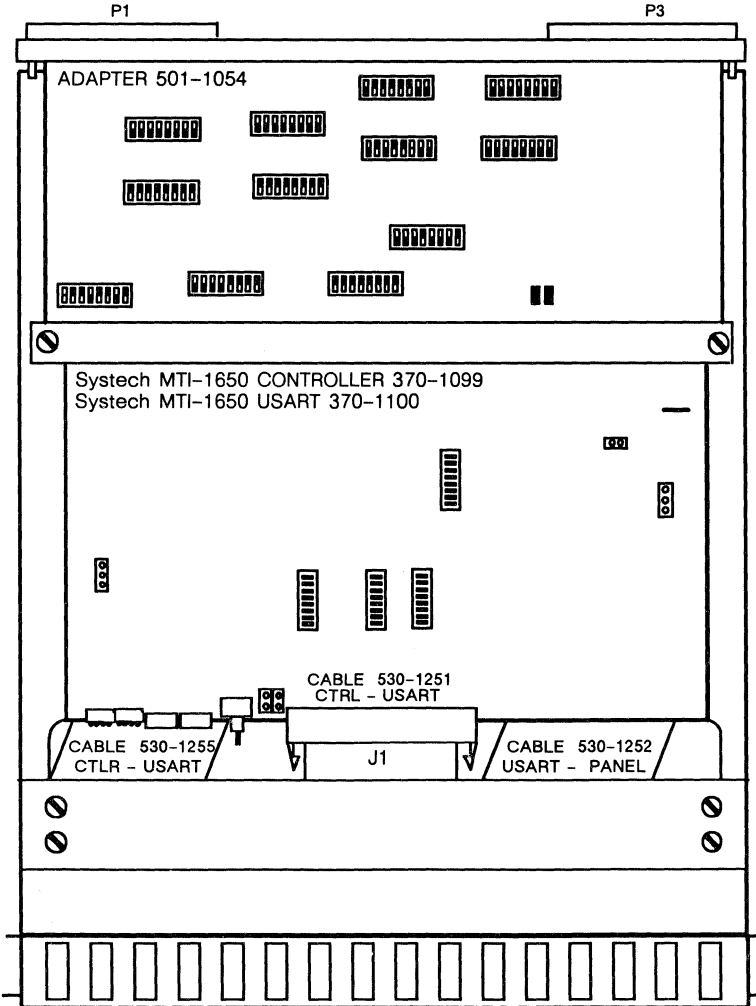 P1
P3
ADAPTER 501-1054
Systech MTI-1650 CONTROLLER 370-1099
Systech MTI-1650 USART 370-1100
CABLE 530-1251
CTRL - USART
CABLE 530-1255
CTLR - USART
J1
CABLE 530-1252
USART - PANEL